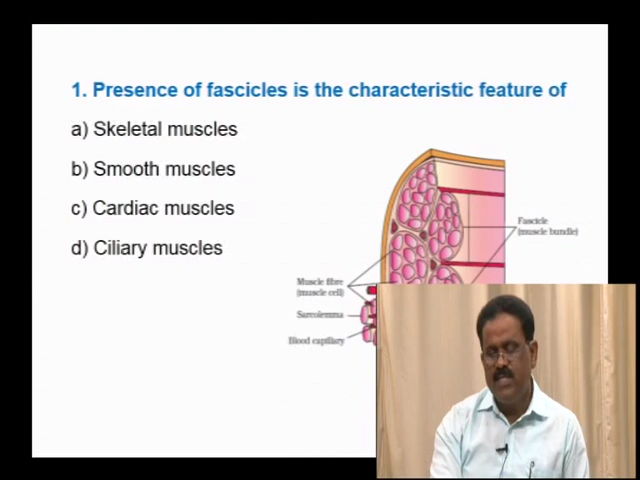 1. Presence of fascicles is the characteristic feature of
a) Skeletal muscles
b) Smooth muscles
c) Cardiac muscles
d) Ciliary muscles
Fascicle
(muscle bundle)
Muscle fibre
(muscle cell)
Sarcolemma
Blood capillary